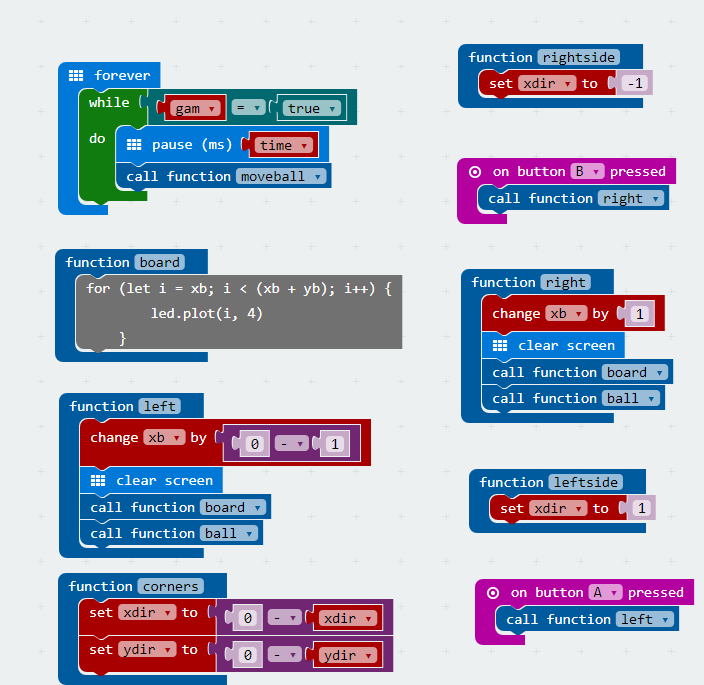 forever
while gam = true
do
pause (ms) time
call function moveball
function board
for (let i = xb; i < (xb + yb); i++) {
led.plot(i, 4)
}
function left
change xb by 0 - 1
clear screen
call function board
call function ball
function corners
set xdir to 0 - xdir
set ydir to 0 - ydir
function rightside
set xdir to -1
on button B pressed
call function right
function right
change xb by 1
clear screen
call function board
call function ball
function leftside
set xdir to 1
on button A pressed
call function left